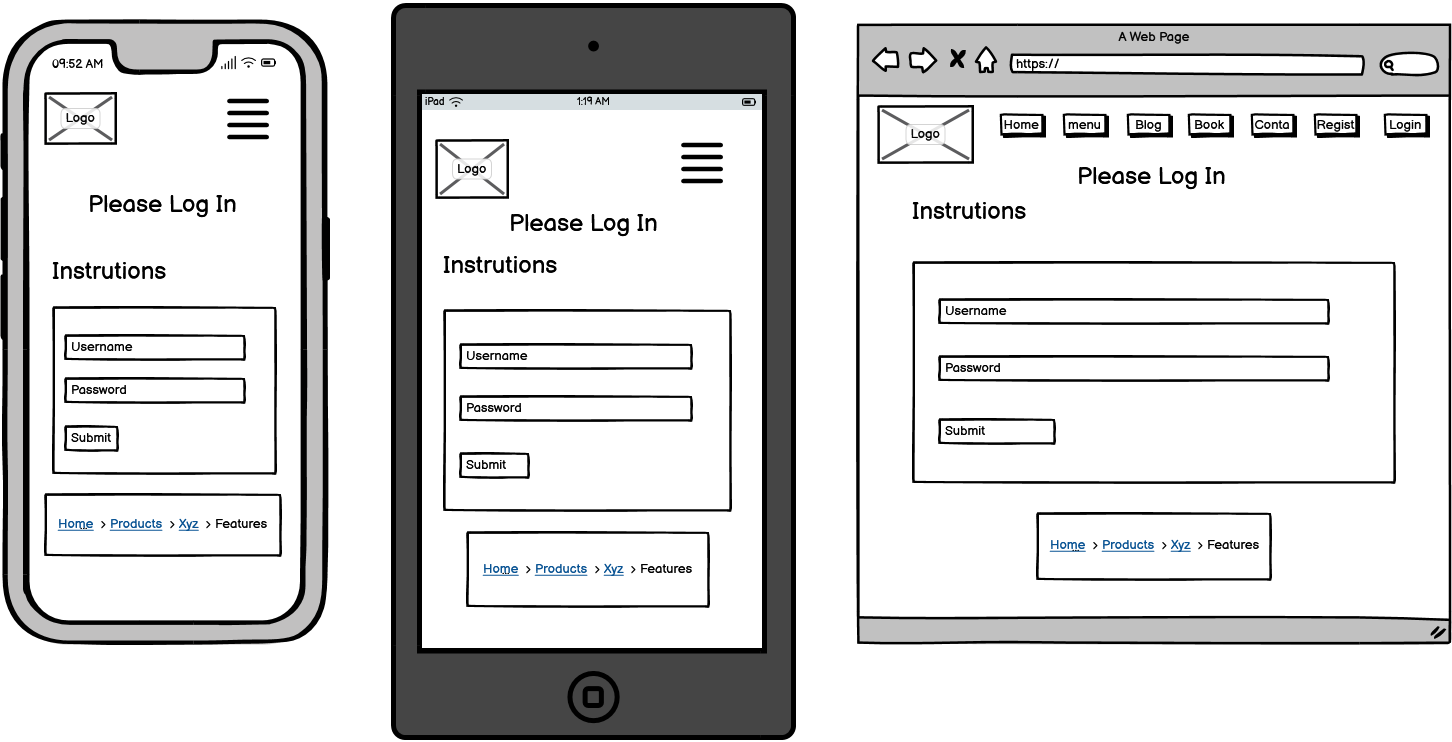 09:52 AM
Logo
Please Log In
Instrutions
Username
Password
Submit
Home > Products > Xyz > Features
iPad 1:19 AM
Logo
Please Log In
Instrutions
Username
Password
Submit
Home > Products > Xyz > Features
A Web Page
https://
Logo Home menu Blog Book Conta Regist Login
Please Log In
Instrutions
Username
Password
Submit
Home > Products > Xyz > Features